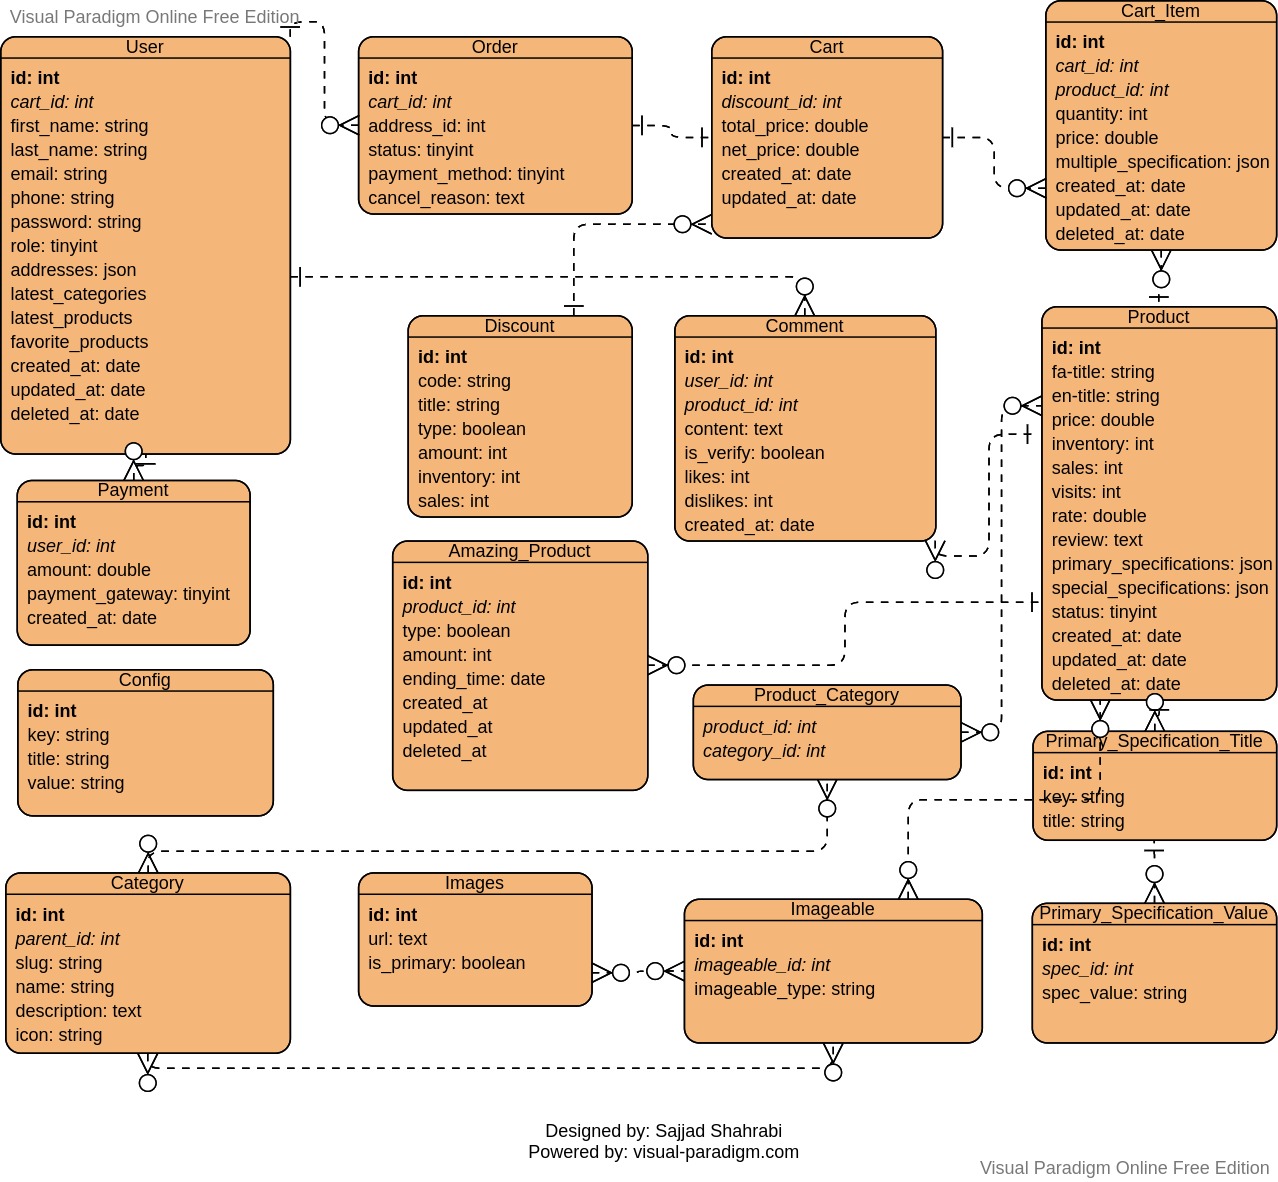 Visual Paradigm Online Free Edition
User
id: int
cart_id: int
first_name: string
last_name: string
email: string
phone: string
password: string
role: tinyint
addresses: json
latest_categories
latest_products
favorite_products
created_at: date
updated_at: date
deleted_at: date
Order
id: int
cart_id: int
address_id: int
status: tinyint
payment_method: tinyint
cancel_reason: text
Cart
id: int
discount_id: int
total_price: double
net_price: double
created_at: date
updated_at: date
Cart_Item
id: int
cart_id: int
product_id: int
quantity: int
price: double
multiple_specification: json
created_at: date
updated_at: date
deleted_at: date
Discount
id: int
code: string
title: string
type: boolean
amount: int
inventory: int
sales: int
Comment
id: int
user_id: int
product_id: int
content: text
is_verify: boolean
likes: int
dislikes: int
created_at: date
Product
id: int
fa-title: string
en-title: string
price: double
inventory: int
sales: int
visits: int
rate: double
review: text
primary_specifications: json
special_specifications: json
status: tinyint
created_at: date
updated_at: date
deleted_at: date
Payment
id: int
user_id: int
amount: double
payment_gateway: tinyint
created_at: date
Amazing_Product
id: int
product_id: int
type: boolean
amount: int
ending_time: date
created_at
updated_at
deleted_at
Config
id: int
key: string
title: string
value: string
Product_Category
product_id: int
category_id: int
Primary_Specification_Title
id: int
key: string
title: string
Category
id: int
parent_id: int
slug: string
name: string
description: text
icon: string
Images
id: int
url: text
is_primary: boolean
Imageable
id: int
imageable_id: int
imageable_type: string
Primary_Specification_Value
id: int
spec_id: int
spec_value: string
Designed by: Sajjad Shahrabi
Powered by: visual-paradigm.com
Visual Paradigm Online Free Edition